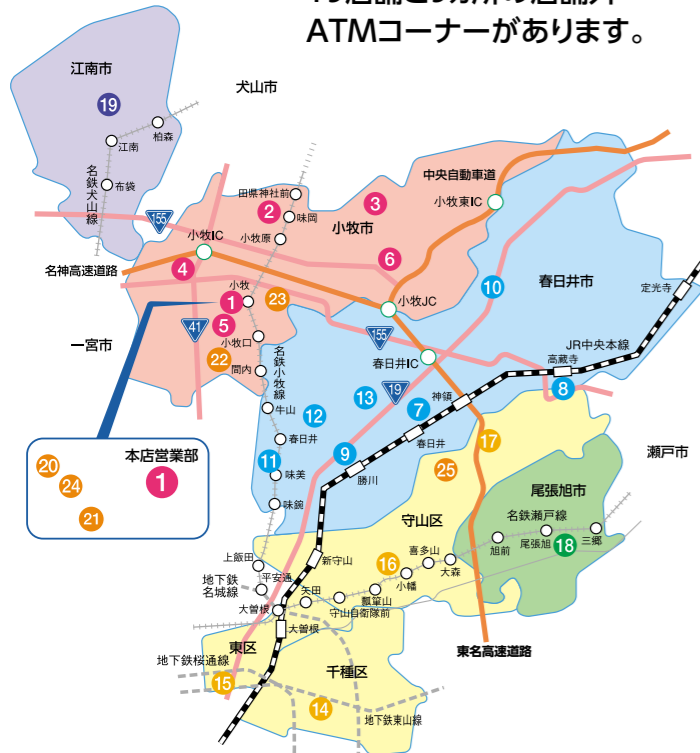 ATMコーナーがあります。
江南市
犬山市
19
柏森
江南
名鉄犬山線
布袋
中央自動車道
田県神社前
3
小牧東IC
2
味岡
小牧市
155
小牧IC
小牧原
6
名神高速道路
4
10
春日井市
小牧
定光寺
1
23
小牧JC
5
41
155
JR中央本線
一宮市
小牧口
高蔵寺
22
名鉄小牧線
春日井IC
間内
19
8
13
神領
牛山
12
7
17
春日井
春日井
瀬戸市
本店営業部
20
24
1
21
11
味美
9
勝川
25
尾張旭市
味鋺
守山区
名鉄瀬戸線
三郷
尾張旭
18
旭前
上飯田
新守山
喜多山
16
大森
小幡
地下鉄名城線
平安通
矢田
瓢箪山
守山自衛隊前
大曽根
大曽根
東区
東名高速道路
地下鉄桜通線
千種区
15
14
地下鉄東山線